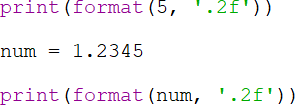 print(format(5, '.2f'))
num = 1.2345
print(format(num, '.2f'))